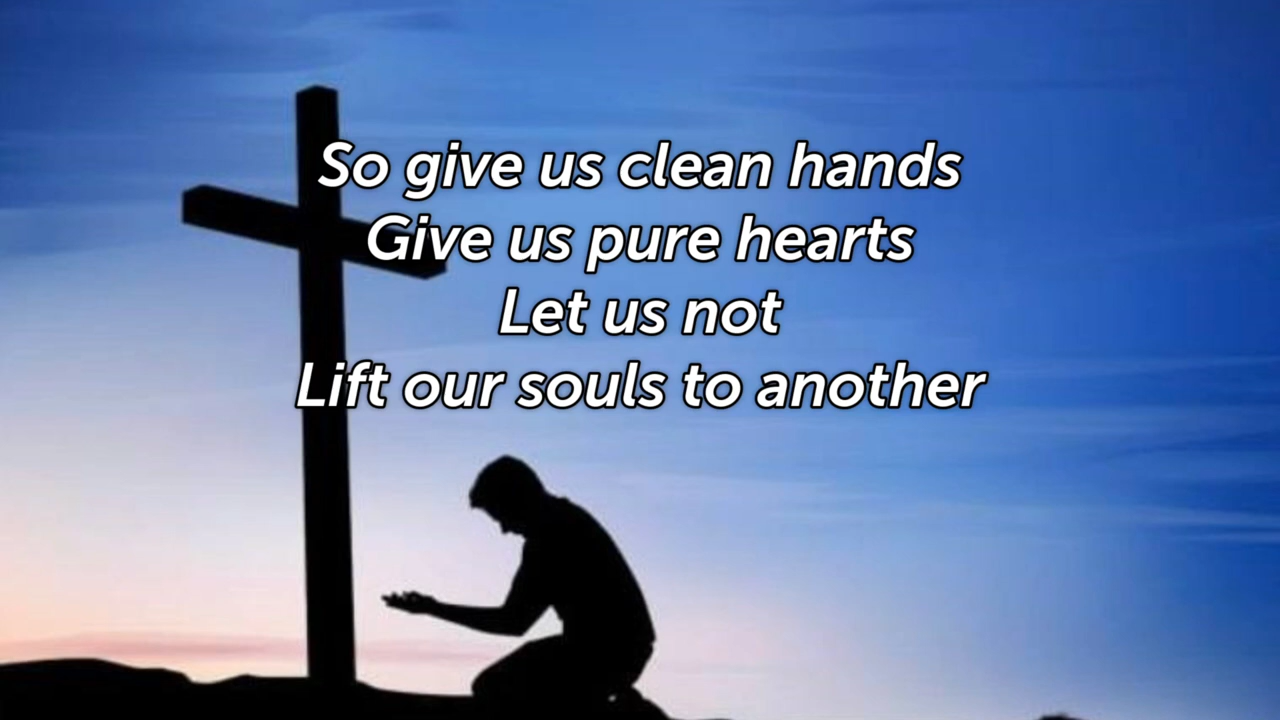 So give us clean hands
Give us pure hearts
Let us not
Lift our souls to another